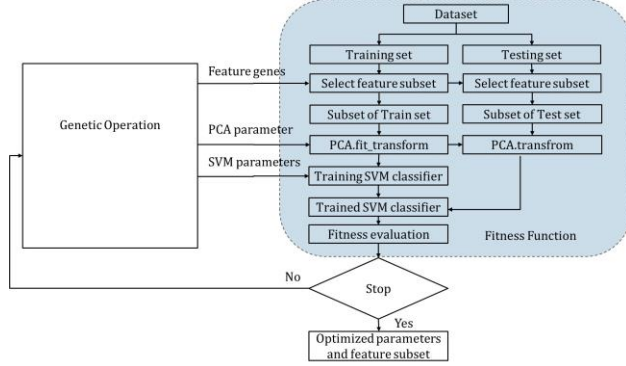 Dataset
Training set
Testing set
Feature genes
Select feature subset
Select feature subset
Genetic Operation
Subset of Train set
Subset of Test set
PCA parameter
PCA.fit_transform
PCA.transfrom
SVM parameters
Training SVM classifier
Trained SVM classifier
Fitness evaluation
Fitness Function
No
Stop
Yes
Optimized parameters
and feature subset